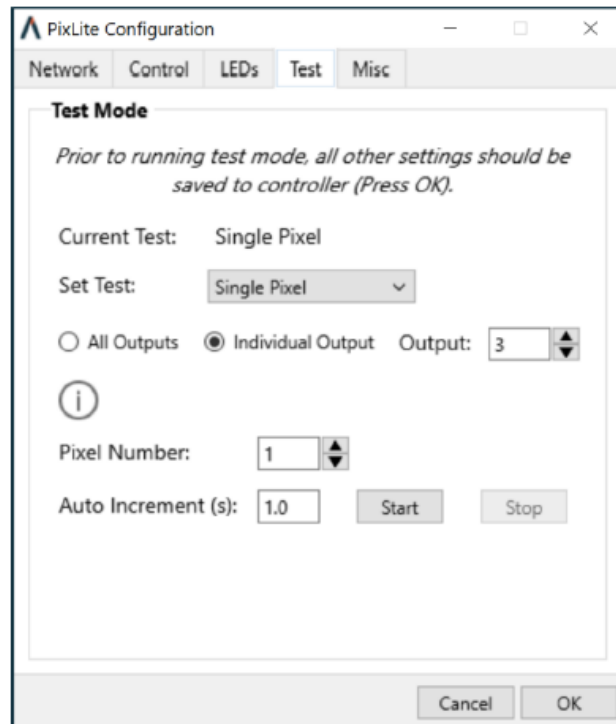 PixLite Configuration
Network Control LEDs Test Misc
Test Mode
Prior to running test mode, all other settings should be
saved to controller (Press OK).
Current Test: Single Pixel
Set Test: Single Pixel
All Outputs Individual Output Output: 3
i
Pixel Number: 1
Auto Increment (s): 1.0 Start Stop
Cancel OK